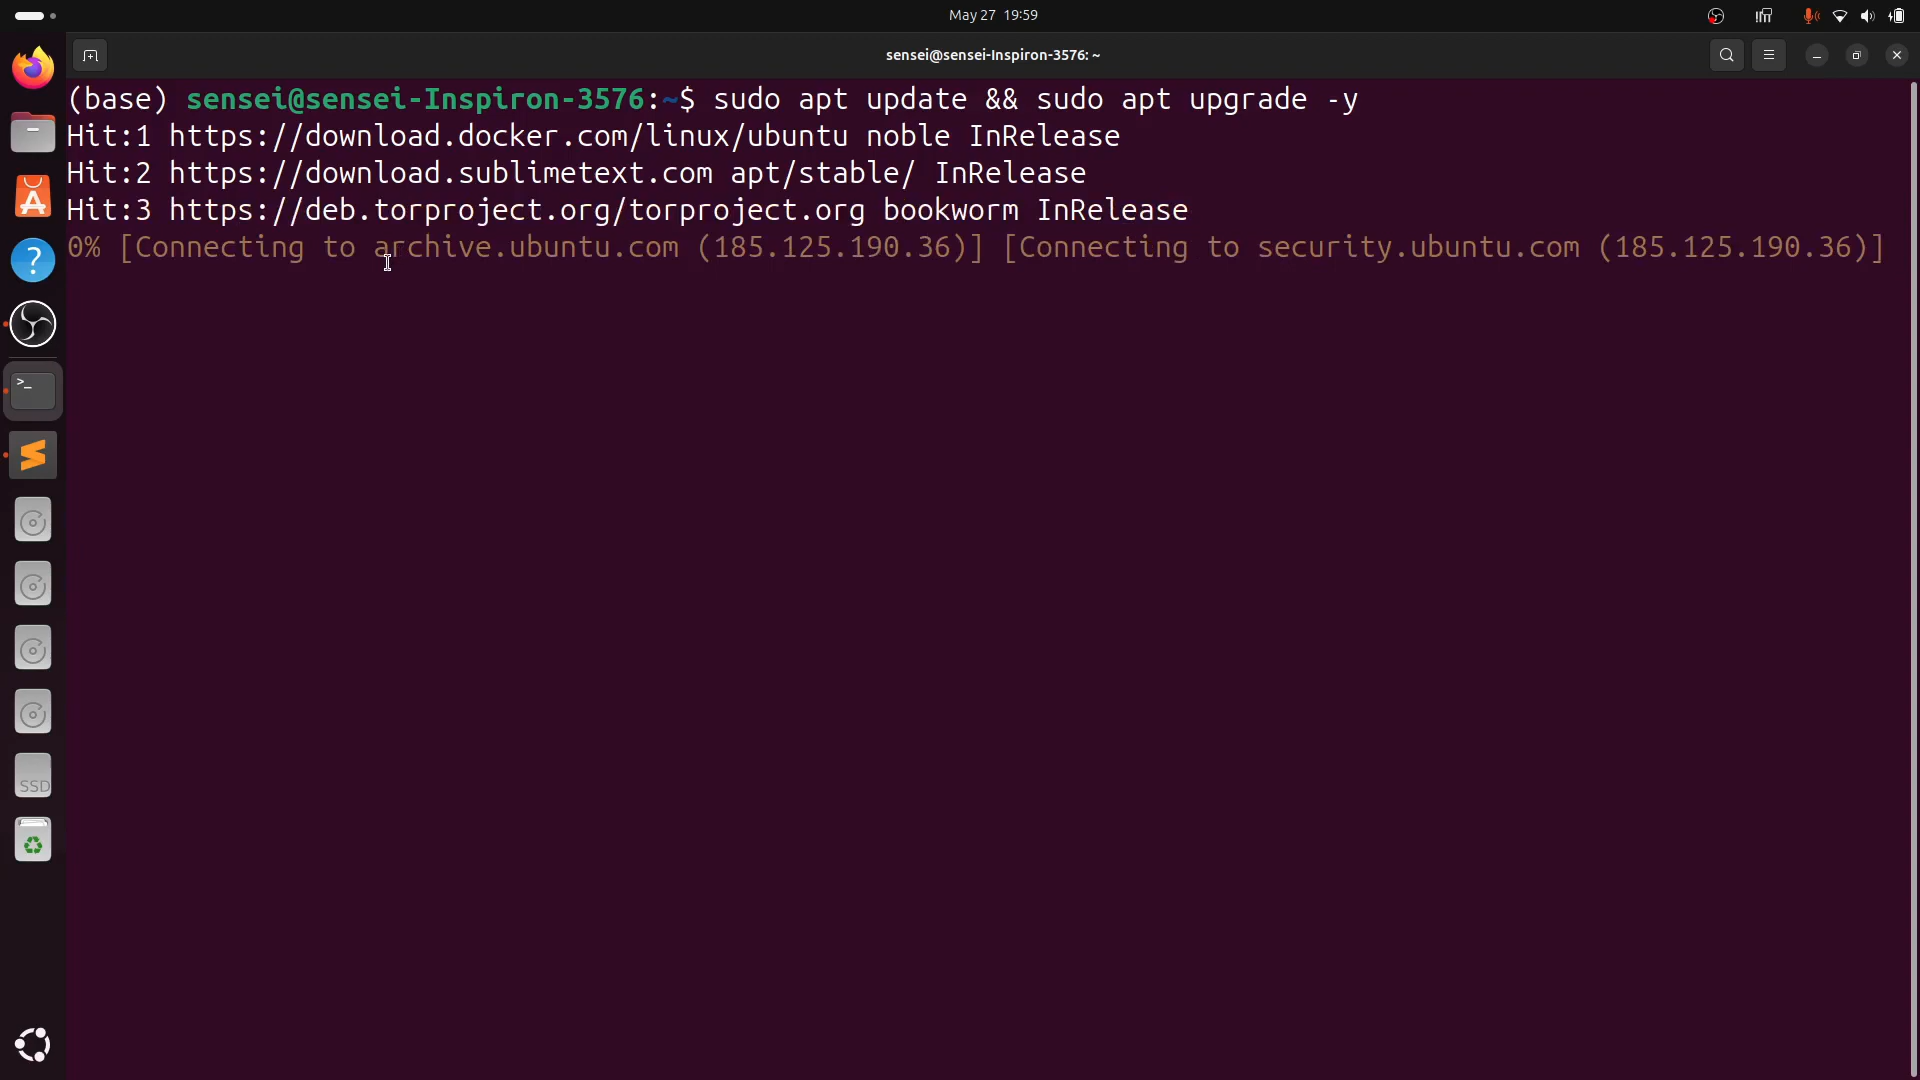 May 27 19:59
sensei@sensei-Inspiron-3576: ~
(base) sensei@sensei-Inspiron-3576:~$ sudo apt update && sudo apt upgrade -y
Hit:1 https://download.docker.com/linux/ubuntu noble InRelease
Hit:2 https://download.sublimetext.com apt/stable/ InRelease
Hit:3 https://deb.torproject.org/torproject.org bookworm InRelease
0% [Connecting to archive.ubuntu.com (185.125.190.36)] [Connecting to security.ubuntu.com (185.125.190.36)]
>_
SSD